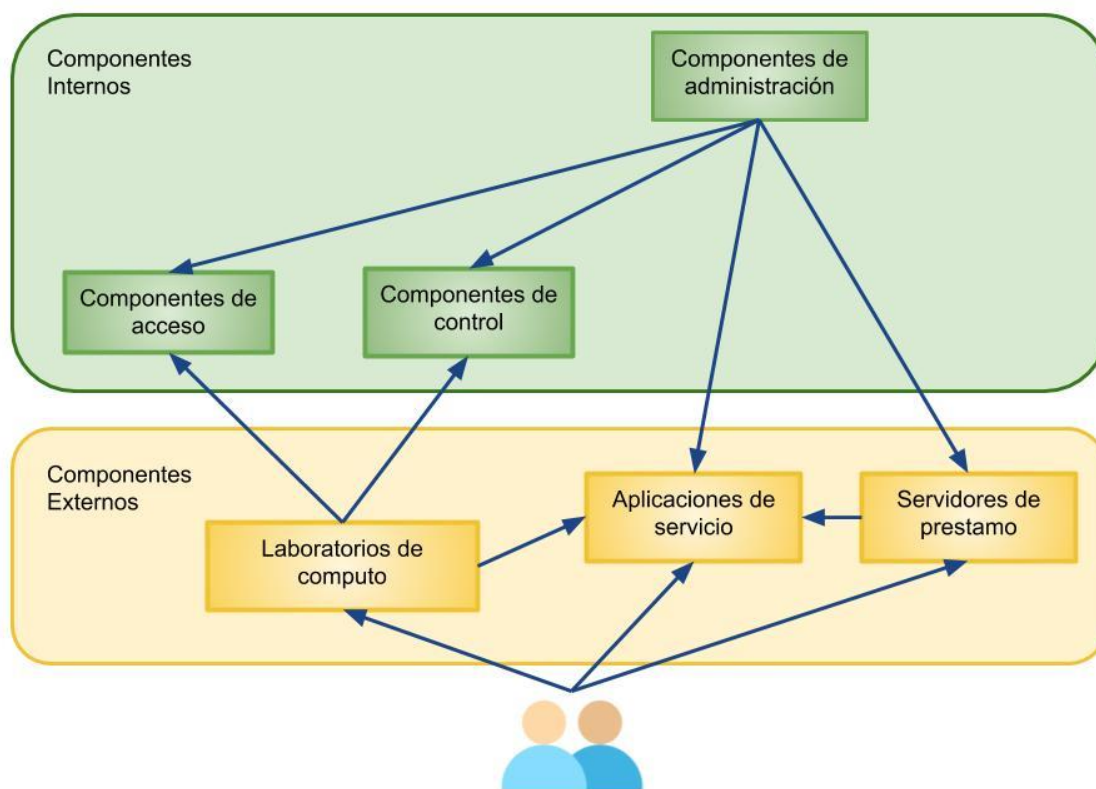 Componentes
Internos
Componentes de
administración
Componentes de
acceso
Componentes de
control
Componentes
Externos
Aplicaciones de
servicio
Servidores de
prestamo
Laboratorios de
computo